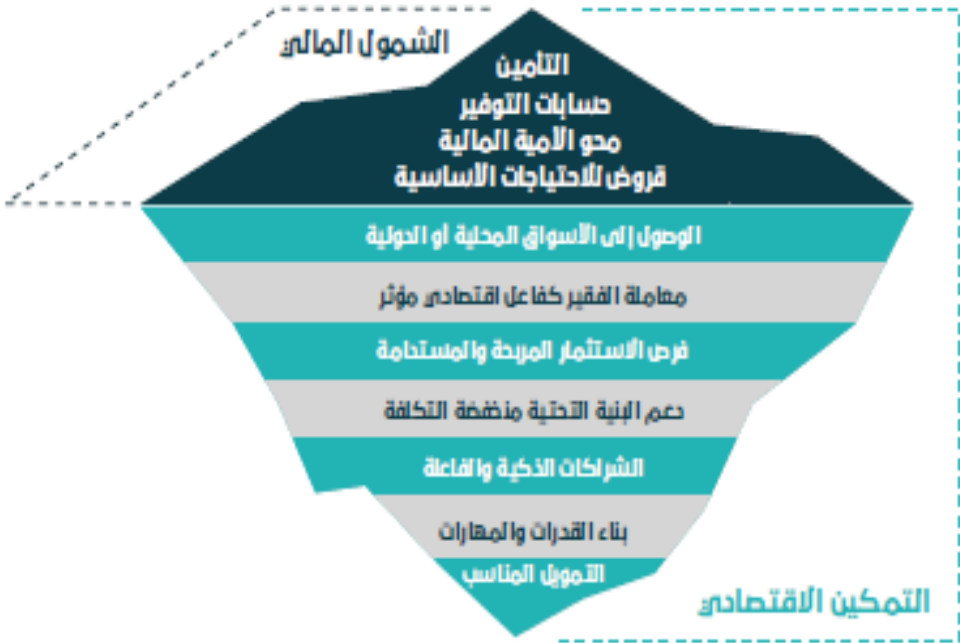 الشمول المالي
التأمين
حسابات التوفير
محو الأمية المالية
قروض للاحتياجات الأساسية
الوصول إلى الأسواق المحلية أو الدولية
معاملة الفقير كفاعل اقتصادي مؤثر
فرص الاستثمار المربحة والمستدامة
دعم البنية التحتية منخفضة التكلفة
الشراكات الذكية والفاعلة
بناء القدرات والمهارات
التمويل المناسب
التمكين الاقتصادي